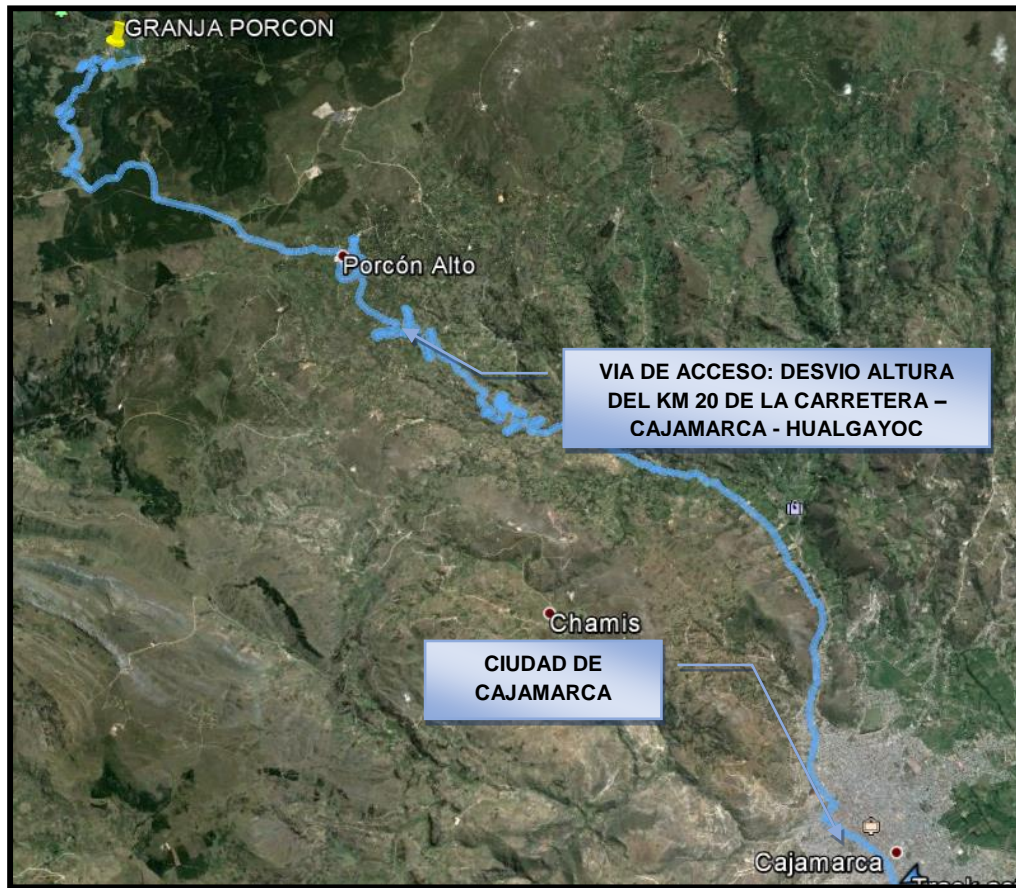 GRANJA PORCON
Porcón Alto
VIA DE ACCESO: DESVIO ALTURA
DEL KM 20 DE LA CARRETERA –
CAJAMARCA - HUALGAYOC
Chamis
CIUDAD DE
CAJAMARCA
Cajamarca